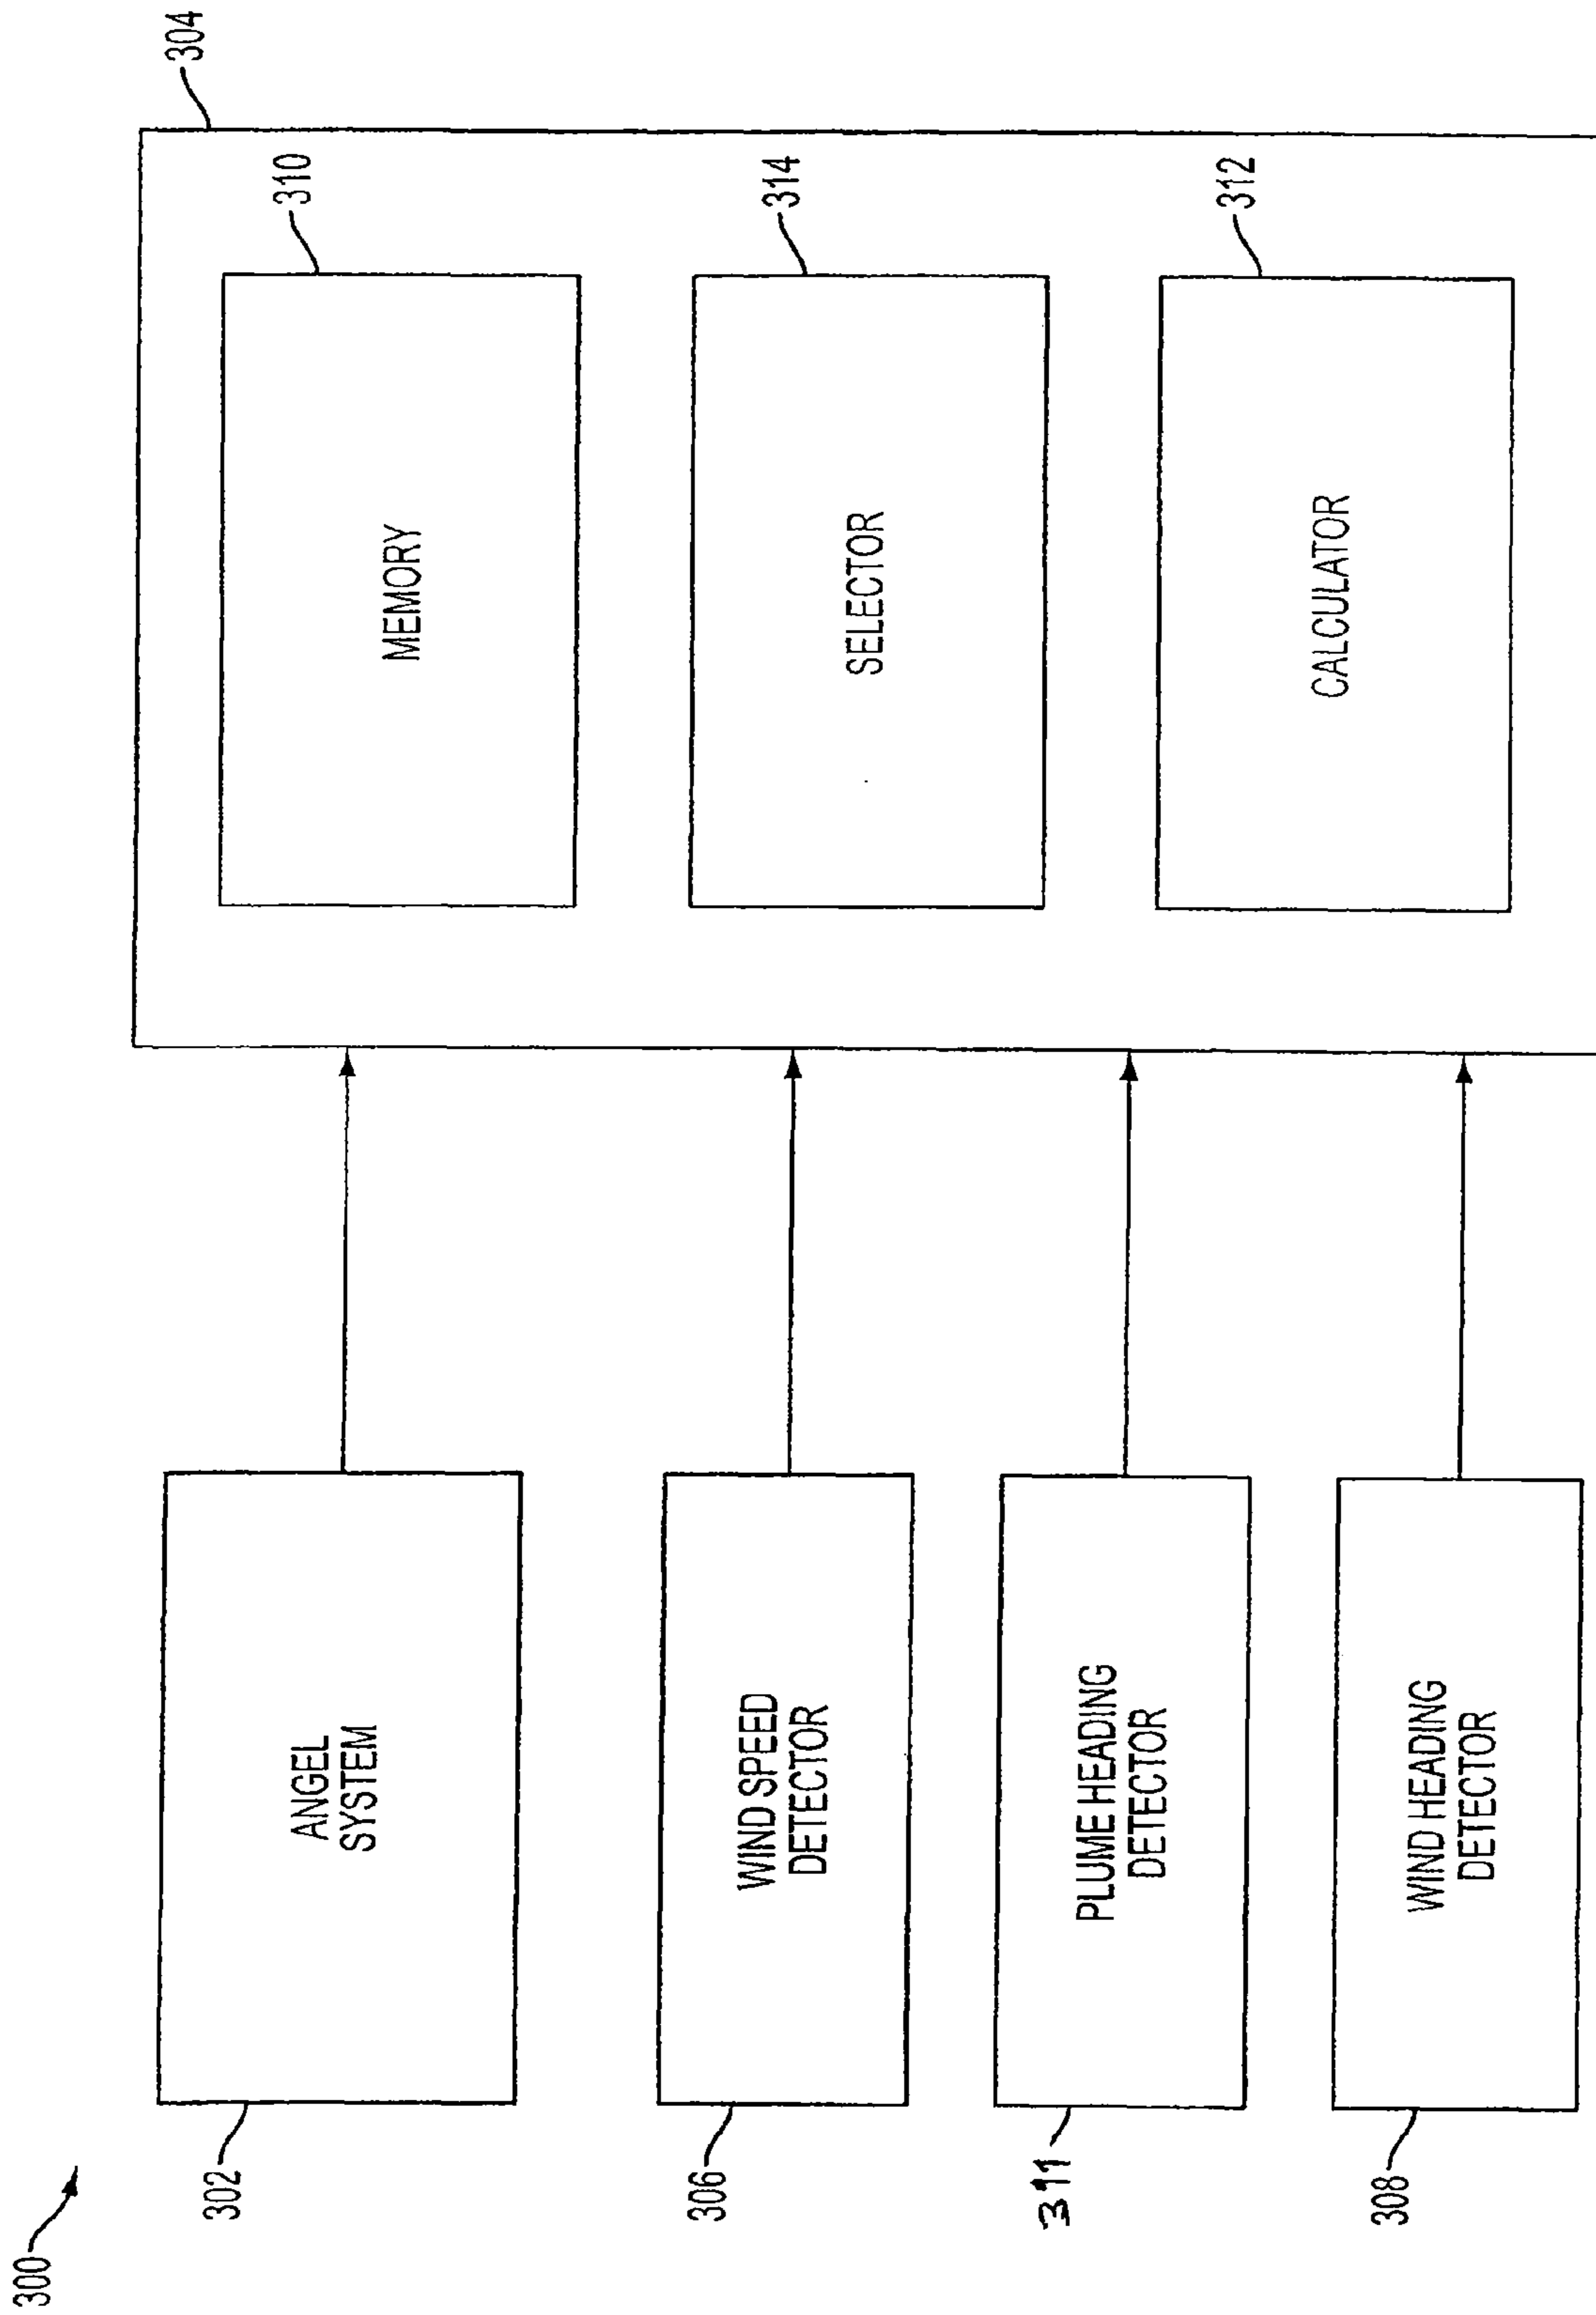 300
302
ANGEL
SYSTEM
306
WIND SPEED
DETECTOR
311
PLUME HEADING
DETECTOR
308
WIND HEADING
DETECTOR
304
310
MEMORY
314
SELECTOR
312
CALCULATOR